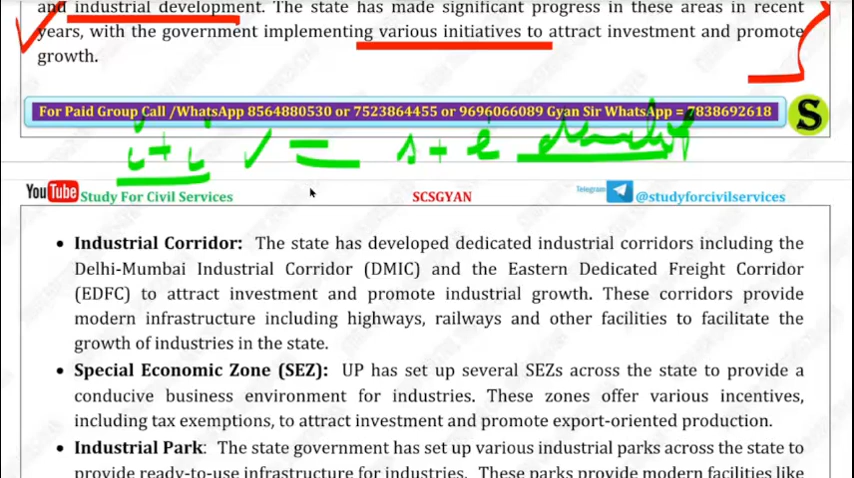 and industrial development. The state has made significant progress in these areas in recent
years, with the government implementing various initiatives to attract investment and promote
growth.
For Paid Group Call /WhatsApp 8564880530 or 7523864455 or 9696066089 Gyan Sir WhatsApp = 7838692618
S
i + i = s + e
YouTube Study For Civil Services
SCSGYAN
Telegram @studyforcivilservices
• Industrial Corridor: The state has developed dedicated industrial corridors including the
Delhi-Mumbai Industrial Corridor (DMIC) and the Eastern Dedicated Freight Corridor
(EDFC) to attract investment and promote industrial growth. These corridors provide
modern infrastructure including highways, railways and other facilities to facilitate the
growth of industries in the state.
• Special Economic Zone (SEZ): UP has set up several SEZs across the state to provide a
conducive business environment for industries. These zones offer various incentives,
including tax exemptions, to attract investment and promote export-oriented production.
• Industrial Park: The state government has set up various industrial parks across the state to
provide ready-to-use infrastructure for industries. These parks provide modern facilities like